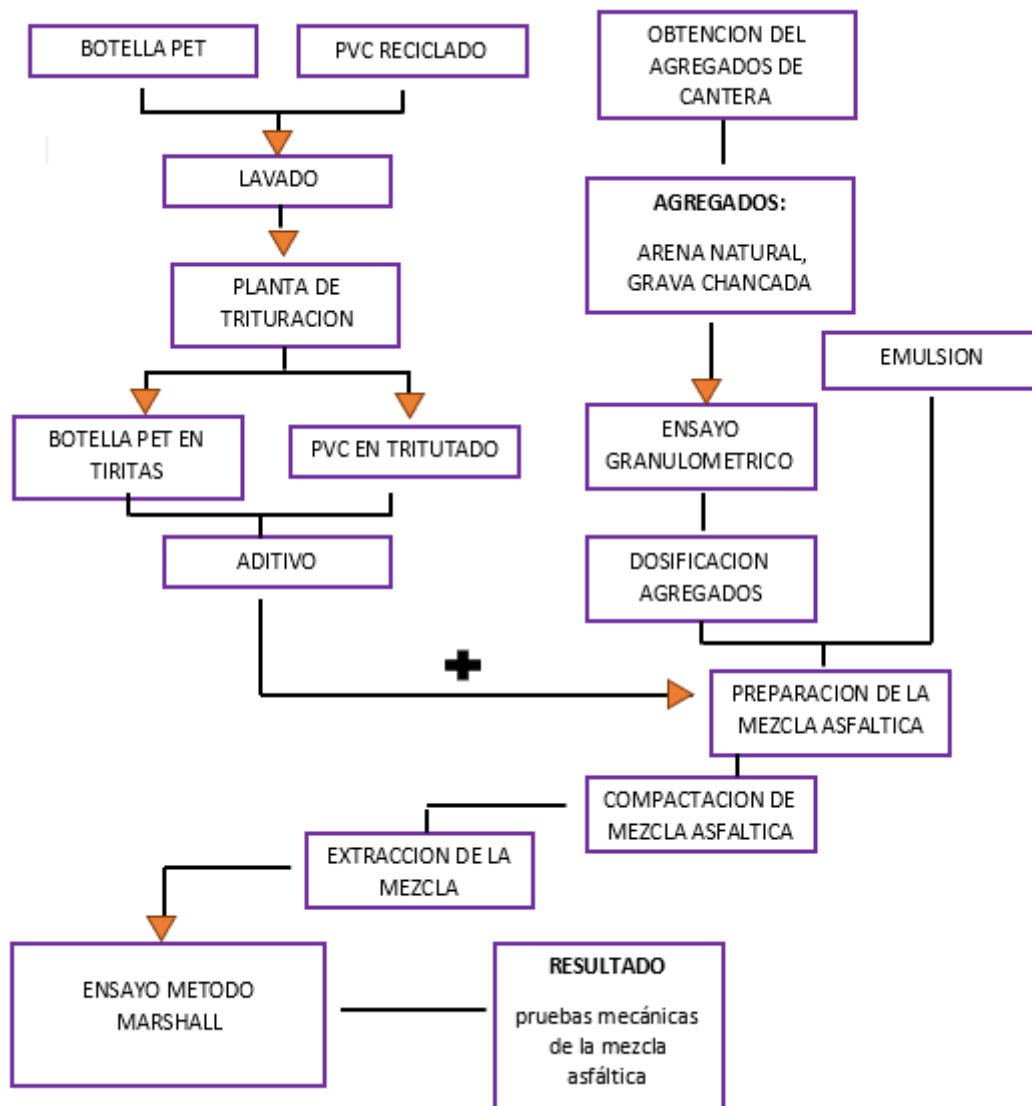 BOTELLA PET
PVC RECICLADO
OBTENCION DEL
AGREGADOS DE
CANTERA
LAVADO
AGREGADOS:
ARENA NATURAL,
GRAVA CHANCADA
PLANTA DE
TRITURACION
EMULSION
BOTELLA PET EN
TIRITAS
PVC EN TRITUTADO
ENSAYO
GRANULOMETRICO
ADITIVO
DOSIFICACION
AGREGADOS
PREPARACION DE LA
MEZCLA ASFALTICA
COMPACTACION DE
MEZCLA ASFALTICA
EXTRACCION DE LA
MEZCLA
ENSAYO METODO
MARSHALL
RESULTADO
pruebas mecánicas
de la mezcla
asfáltica